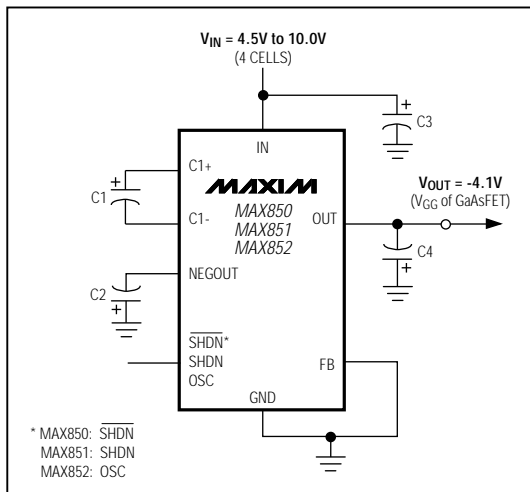 VIN = 4.5V to 10.0V
(4 CELLS)
+
C3
IN
C1+
+
C1
C1-
MAXIM
MAX850
MAX851
MAX852
OUT
VOUT = -4.1V
(VGG of GaAsFET)
C4
+
NEGOUT
C2
+
SHDN*
SHDN
OSC
FB
GND
* MAX850: SHDN
MAX851: SHDN
MAX852: OSC